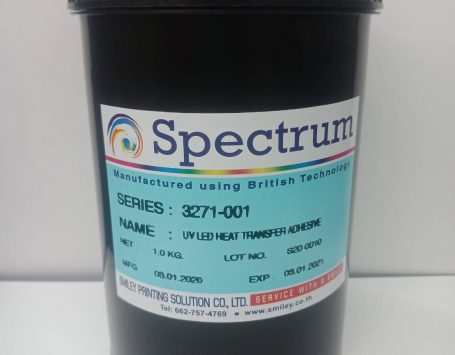 Spectrum
Manufactured using British Technology
SERIES : 3271-001
NAME : UV LED HEAT TRANSFER ADHESIVE
NET : 1.0 KG. LOT NO. S20 0010
MFG 09.01.2020 EXP 09.01.2021
SMILEY PRINTING SOLUTION CO., LTD. SERVICE WITH A SMILE
Tel: 662-757-4769 www.smiley.co.th